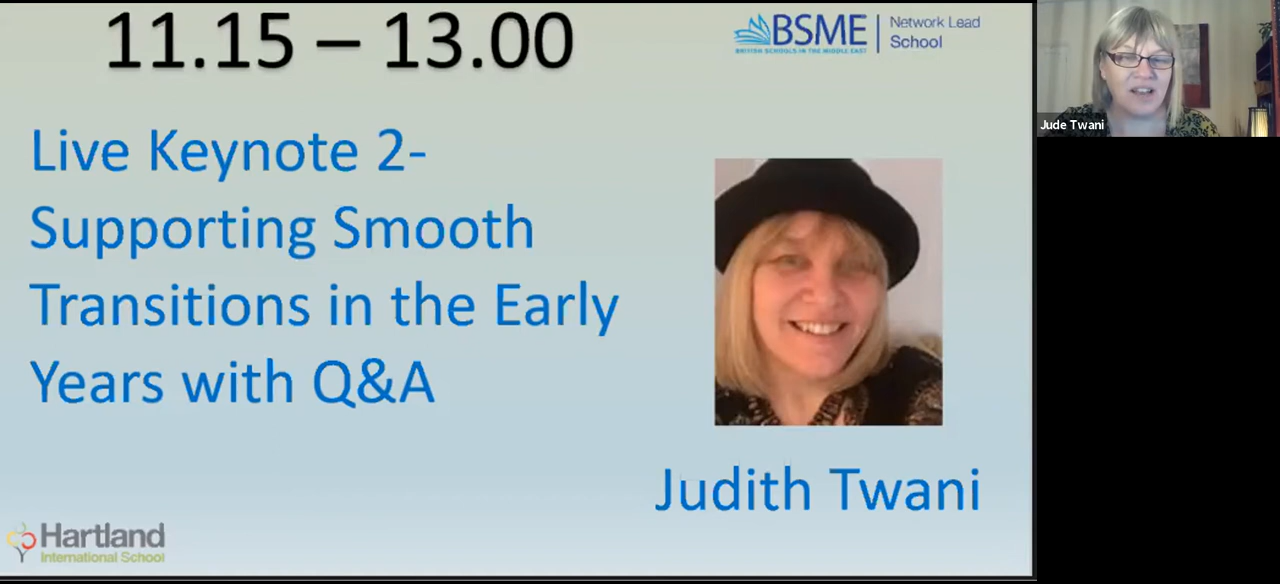 11.15 – 13.00
BSME
BRITISH SCHOOLS IN THE MIDDLE EAST
Network Lead
School
Jude Twani
Live Keynote 2-
Supporting Smooth
Transitions in the Early
Years with Q&A
Judith Twani
Hartland
International School